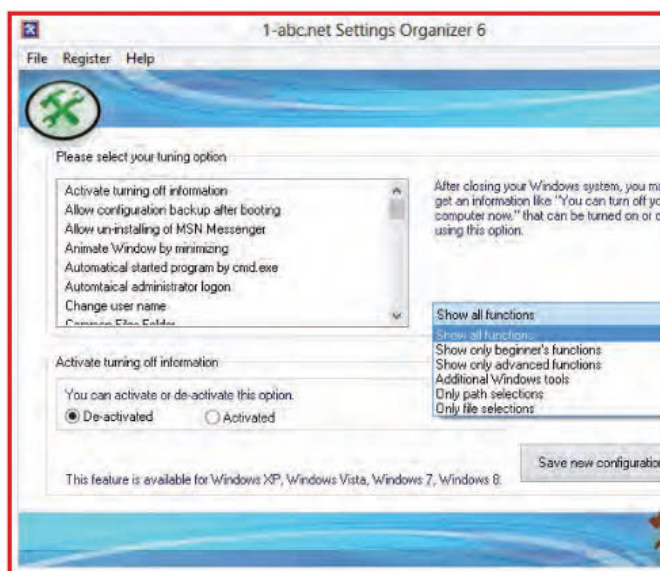 1-abc.net Settings Organizer 6
File Register Help
Please select your tuning option
Activate turning off information
Allow configuration backup after booting
Allow un-installing of MSN Messenger
Animate Window by minimizing
Automatical started program by cmd.exe
Automtaical administrator logon
Change user name
Common Files Folder
After closing your Windows system, you m
get an information like "You can turn off yo
computer now." that can be turned on or o
using this option.
Show all functions
Show all functions
Show only beginner's functions
Show only advanced functions
Additional Windows tools
Only path selections
Only file selections
Activate turning off information
You can activate or de-activate this option.
De-activated Activated
Save new configuration
This feature is available for Windows XP, Windows Vista, Windows 7, Windows 8.